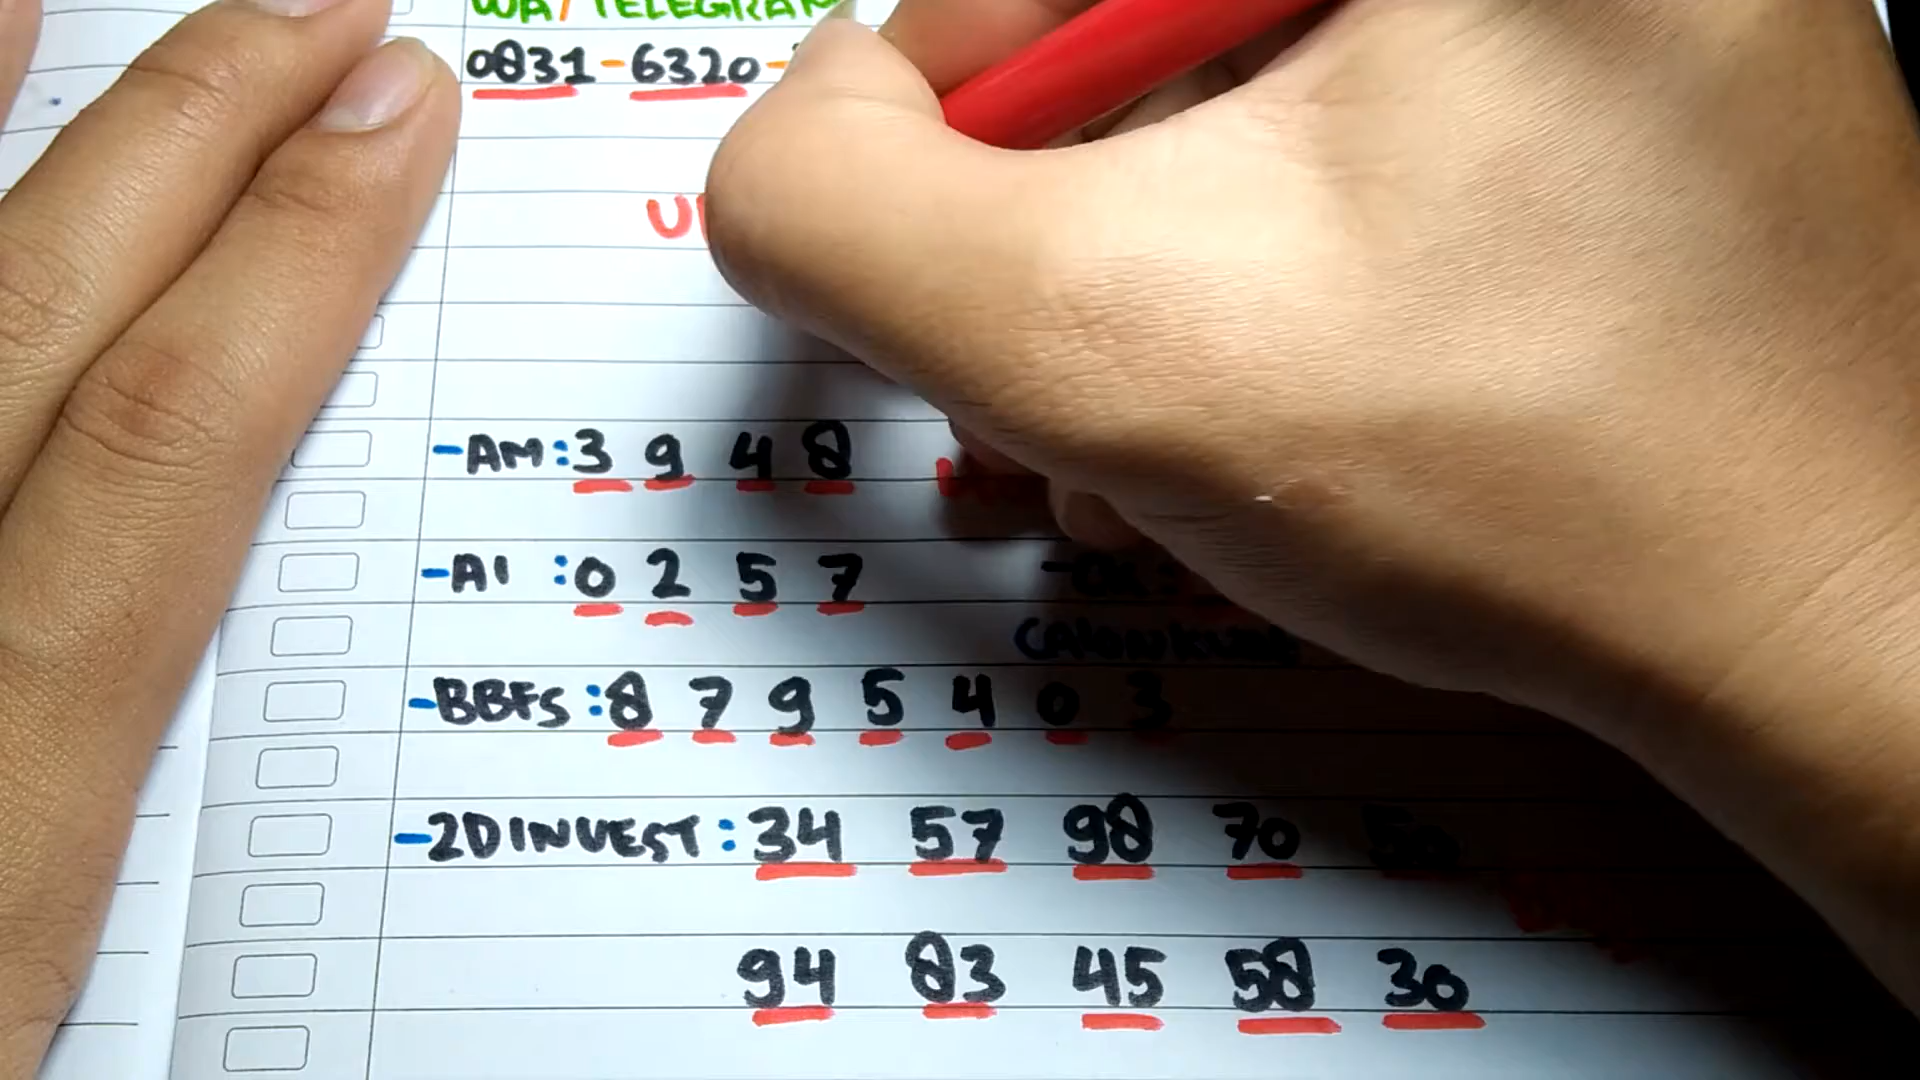 WA/TELEGRAM
0831-6320-
-AM:3 9 4 8
-AI :0 2 5 7
-BBFS:8 7 9 5 4 0 3
-2D INVEST:34 57 98 70 50
94 83 45 58 30